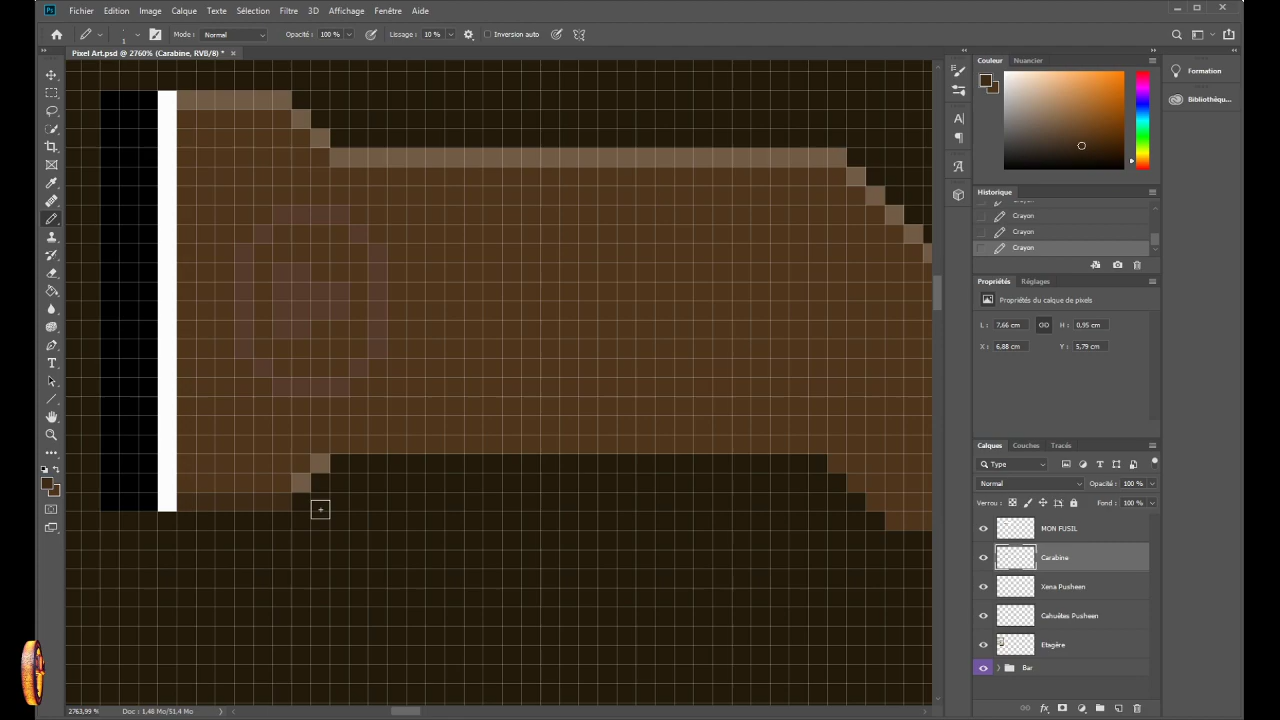 Ps Fichier Edition Image Calque Texte Sélection Filtre 3D Affichage Fenêtre Aide
1 Mode : Normal Opacité : 100 % Lissage : 10 % Inversion auto
Pixel Art.psd @ 2760% (Carabine, RVB/8) *
Couleur Nuancier
Formation
Bibliothèqu...
Historique
Crayon
Crayon
Crayon
Propriétés Réglages
Propriétés du calque de pixels
L : 7,66 cm H : 0,95 cm
X : 6,88 cm Y : 5,79 cm
Calques Couches Tracés
Type
Normal Opacité : 100 %
Verrou : Fond : 100 %
MON FUSIL
Carabine
Xena Pusheen
Cahuètes Pusheen
Etagère
Bar
2763,99 % Doc : 1,48 Mo/51,4 Mo